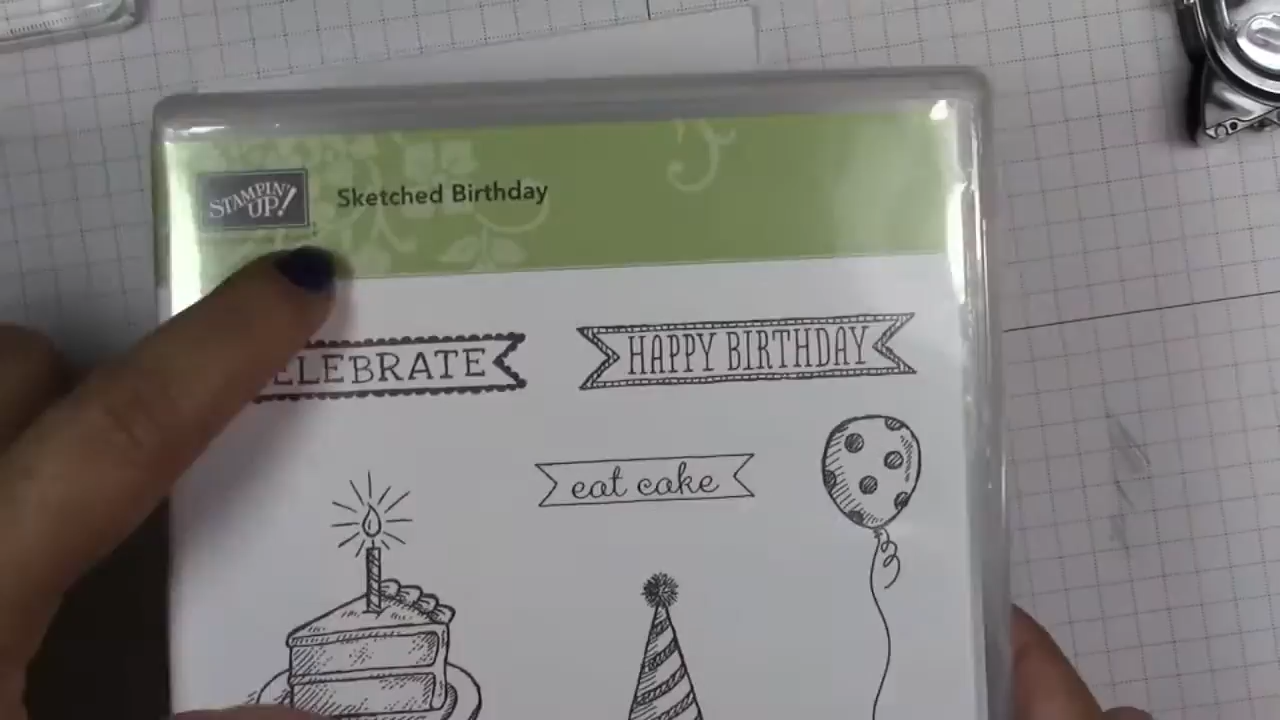 STAMPIN' UP!
Sketched Birthday
ELEBRATE
HAPPY BIRTHDAY
eat cake